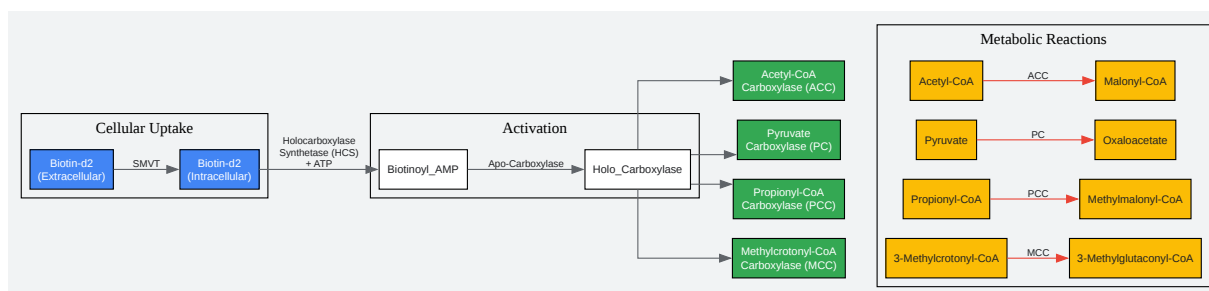 Cellular Uptake
Biotin-d2
(Extracellular)
SMVT
Biotin-d2
(Intracellular)
Holocarboxylase
Synthetase (HCS)
+ ATP
Activation
Biotinoyl_AMP
Apo-Carboxylase
Holo_Carboxylase
Acetyl-CoA
Carboxylase (ACC)
Pyruvate
Carboxylase (PC)
Propionyl-CoA
Carboxylase (PCC)
Methylcrotonyl-CoA
Carboxylase (MCC)
Metabolic Reactions
Acetyl-CoA
ACC
Malonyl-CoA
Pyruvate
PC
Oxaloacetate
Propionyl-CoA
PCC
Methylmalonyl-CoA
3-Methylcrotonyl-CoA
MCC
3-Methylglutaconyl-CoA